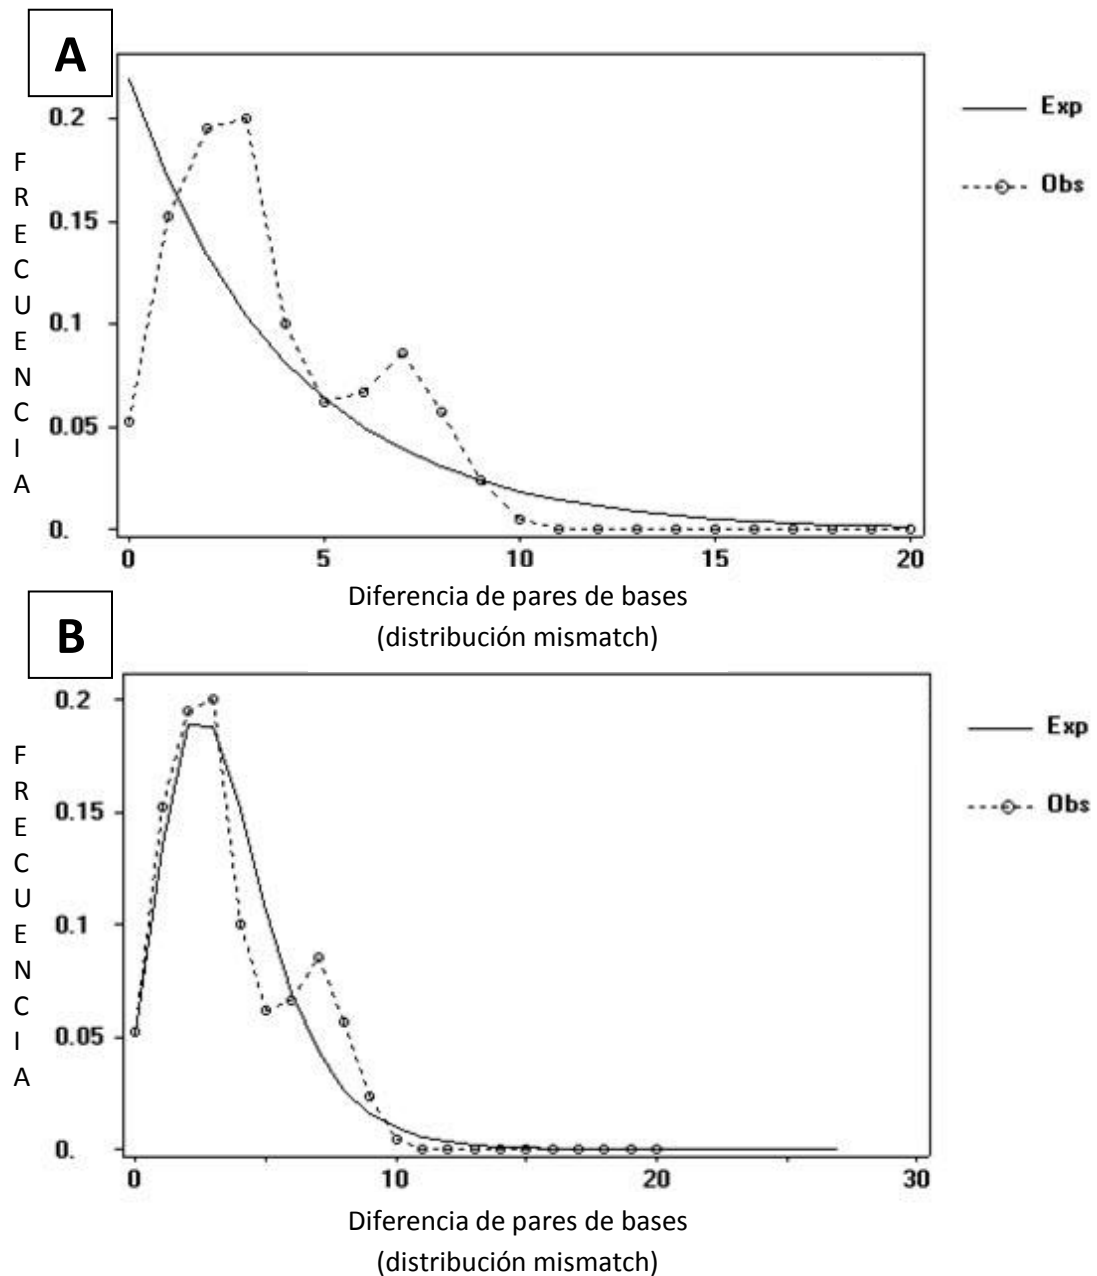 A
FRECUENCIA
0.2
0.15
0.1
0.05
0.
0 5 10 15 20
Exp
Obs
Diferencia de pares de bases
(distribución mismatch)
B
FRECUENCIA
0.2
0.15
0.1
0.05
0.
0 10 20 30
Exp
Obs
Diferencia de pares de bases
(distribución mismatch)